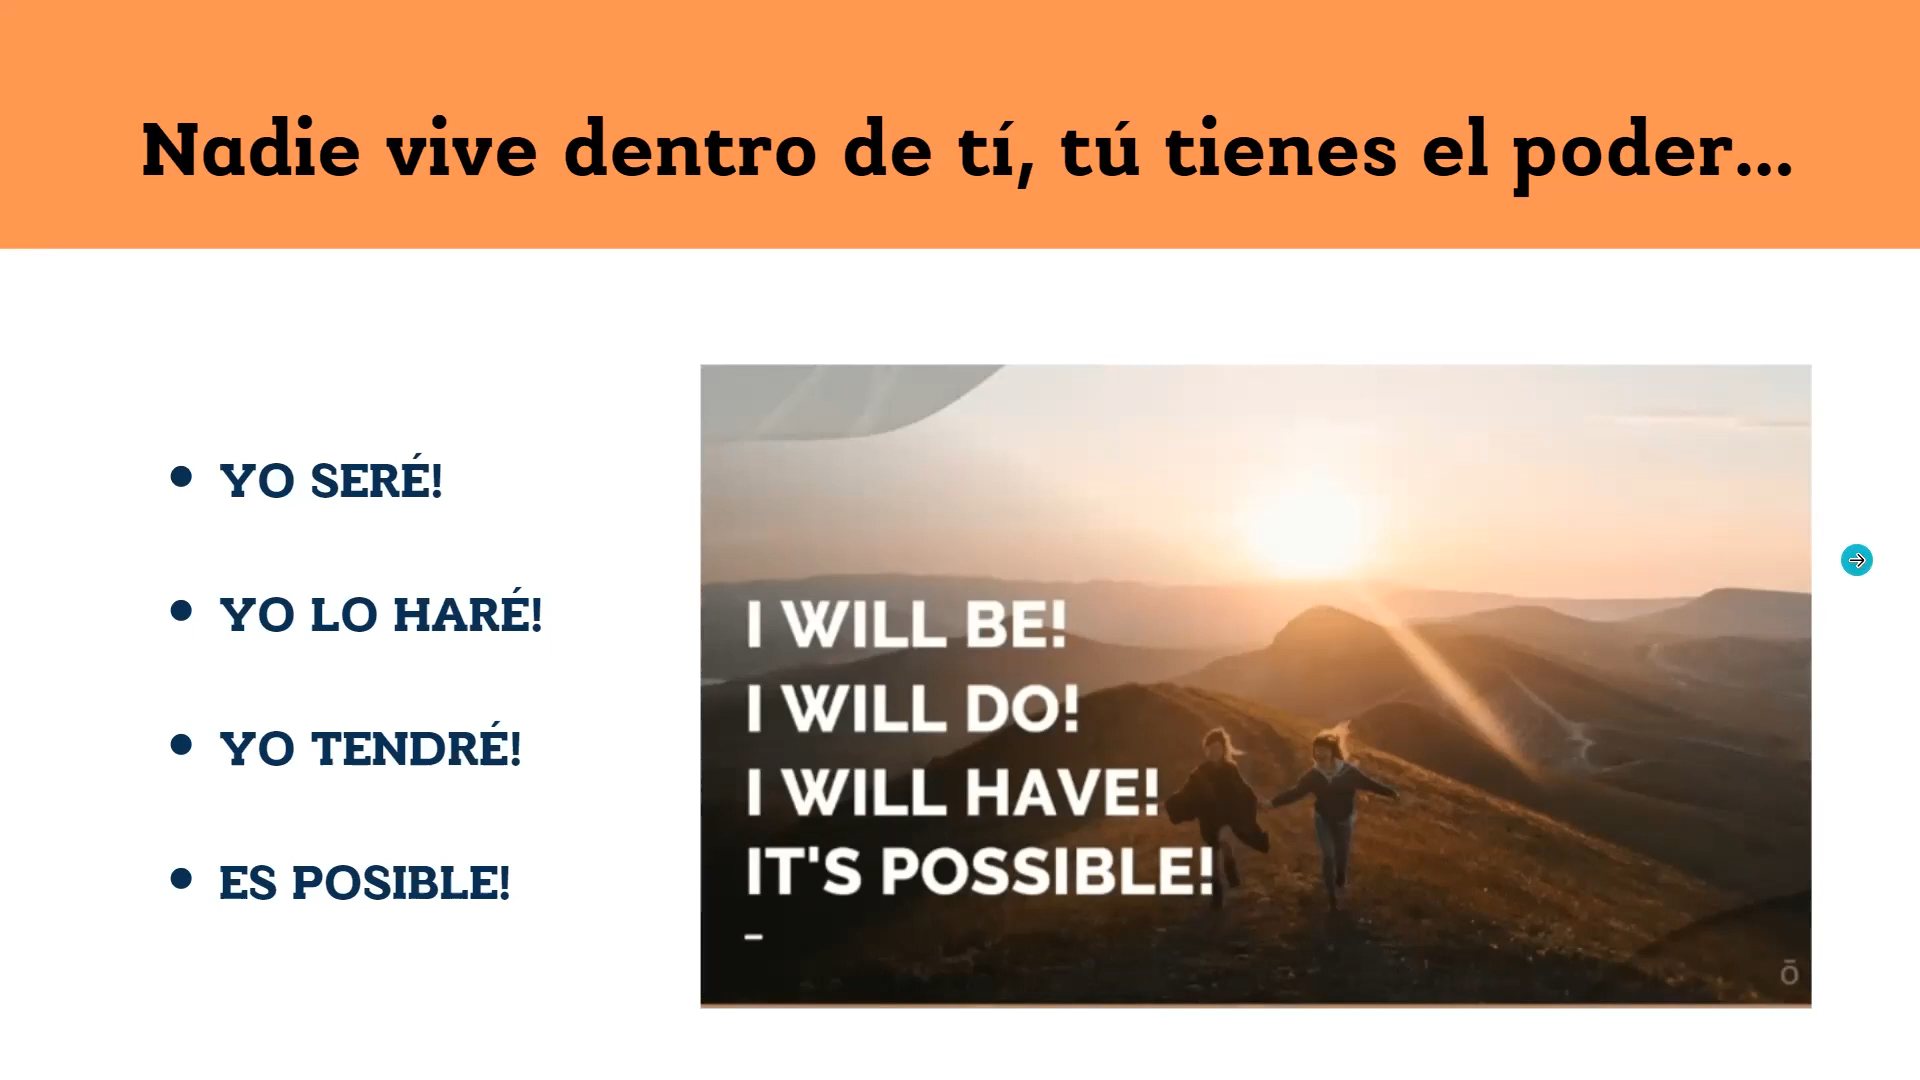 Nadie vive dentro de tí, tú tienes el poder...
• YO SERÉ!
• YO LO HARÉ!
• YO TENDRÉ!
• ES POSIBLE!
I WILL BE!
I WILL DO!
I WILL HAVE!
IT'S POSSIBLE!
-
ō